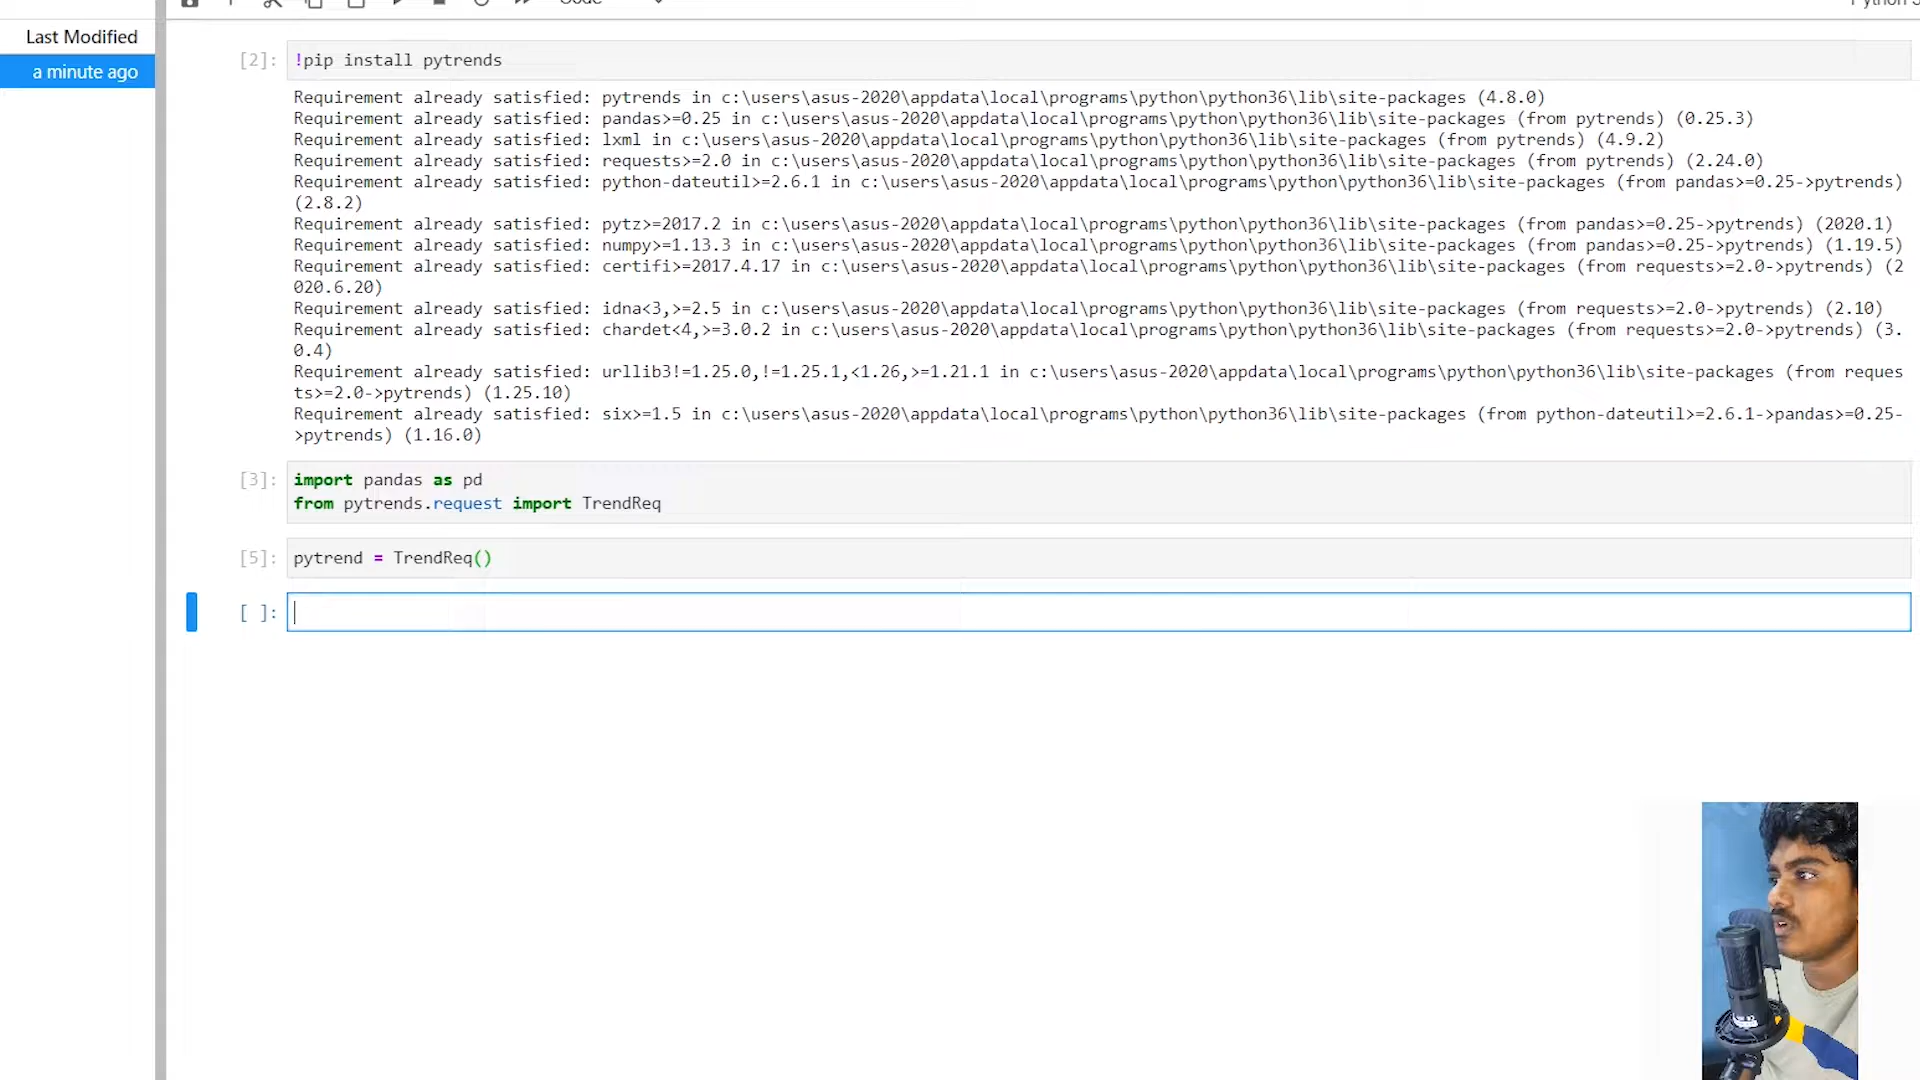 Code
Python 3
Last Modified
a minute ago
[2]: !pip install pytrends
Requirement already satisfied: pytrends in c:\users\asus-2020\appdata\local\programs\python\python36\lib\site-packages (4.8.0)
Requirement already satisfied: pandas>=0.25 in c:\users\asus-2020\appdata\local\programs\python\python36\lib\site-packages (from pytrends) (0.25.3)
Requirement already satisfied: lxml in c:\users\asus-2020\appdata\local\programs\python\python36\lib\site-packages (from pytrends) (4.9.2)
Requirement already satisfied: requests>=2.0 in c:\users\asus-2020\appdata\local\programs\python\python36\lib\site-packages (from pytrends) (2.24.0)
Requirement already satisfied: python-dateutil>=2.6.1 in c:\users\asus-2020\appdata\local\programs\python\python36\lib\site-packages (from pandas>=0.25->pytrends)
(2.8.2)
Requirement already satisfied: pytz>=2017.2 in c:\users\asus-2020\appdata\local\programs\python\python36\lib\site-packages (from pandas>=0.25->pytrends) (2020.1)
Requirement already satisfied: numpy>=1.13.3 in c:\users\asus-2020\appdata\local\programs\python\python36\lib\site-packages (from pandas>=0.25->pytrends) (1.19.5)
Requirement already satisfied: certifi>=2017.4.17 in c:\users\asus-2020\appdata\local\programs\python\python36\lib\site-packages (from requests>=2.0->pytrends) (2
020.6.20)
Requirement already satisfied: idna<3,>=2.5 in c:\users\asus-2020\appdata\local\programs\python\python36\lib\site-packages (from requests>=2.0->pytrends) (2.10)
Requirement already satisfied: chardet<4,>=3.0.2 in c:\users\asus-2020\appdata\local\programs\python\python36\lib\site-packages (from requests>=2.0->pytrends) (3.
0.4)
Requirement already satisfied: urllib3!=1.25.0,!=1.25.1,<1.26,>=1.21.1 in c:\users\asus-2020\appdata\local\programs\python\python36\lib\site-packages (from reques
ts>=2.0->pytrends) (1.25.10)
Requirement already satisfied: six>=1.5 in c:\users\asus-2020\appdata\local\programs\python\python36\lib\site-packages (from python-dateutil>=2.6.1->pandas>=0.25-
>pytrends) (1.16.0)
[3]: import pandas as pd
from pytrends.request import TrendReq
[5]: pytrend = TrendReq()
[ ]: